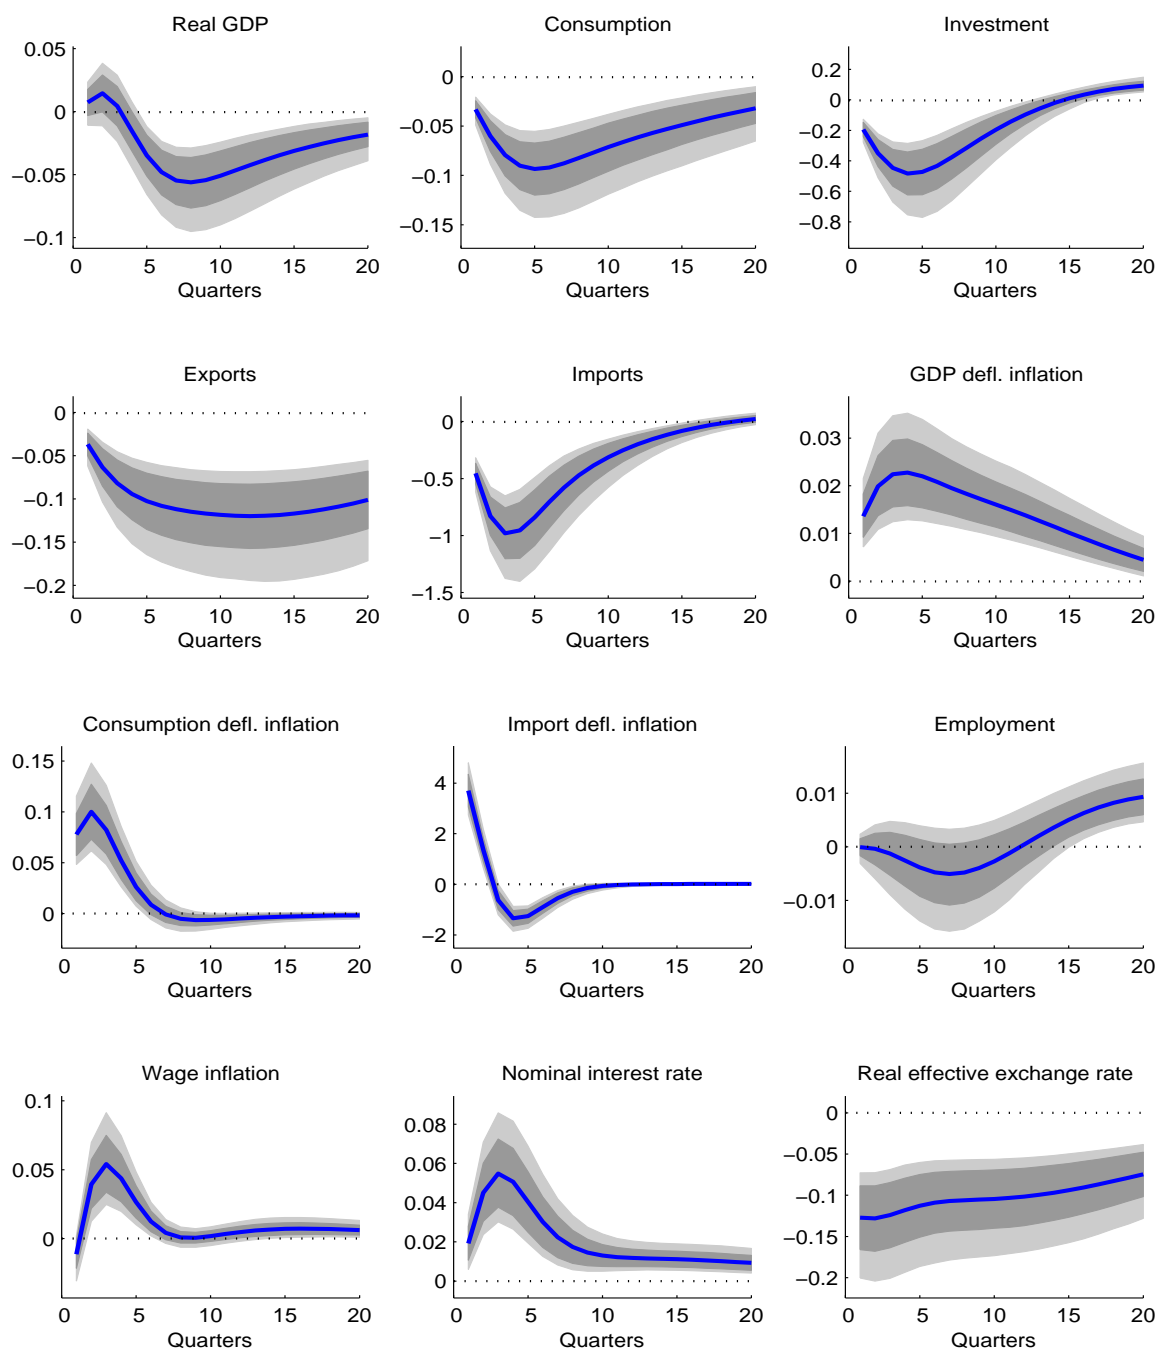 Real GDP
0.05
0
−0.05
−0.1
0 5 10 15 20
Quarters
Consumption
0
−0.05
−0.1
−0.15
0 5 10 15 20
Quarters
Investment
0.2
0
−0.2
−0.4
−0.6
−0.8
0 5 10 15 20
Quarters
Exports
0
−0.05
−0.1
−0.15
−0.2
0 5 10 15 20
Quarters
Imports
0
−0.5
−1
−1.5
0 5 10 15 20
Quarters
GDP defl. inflation
0.03
0.02
0.01
0
0 5 10 15 20
Quarters
Consumption defl. inflation
0.15
0.1
0.05
0
0 5 10 15 20
Quarters
Import defl. inflation
4
2
0
−2
0 5 10 15 20
Quarters
Employment
0.01
0
−0.01
0 5 10 15 20
Quarters
Wage inflation
0.1
0.05
0
0 5 10 15 20
Quarters
Nominal interest rate
0.08
0.06
0.04
0.02
0
0 5 10 15 20
Quarters
Real effective exchange rate
0
−0.05
−0.1
−0.15
−0.2
0 5 10 15 20
Quarters